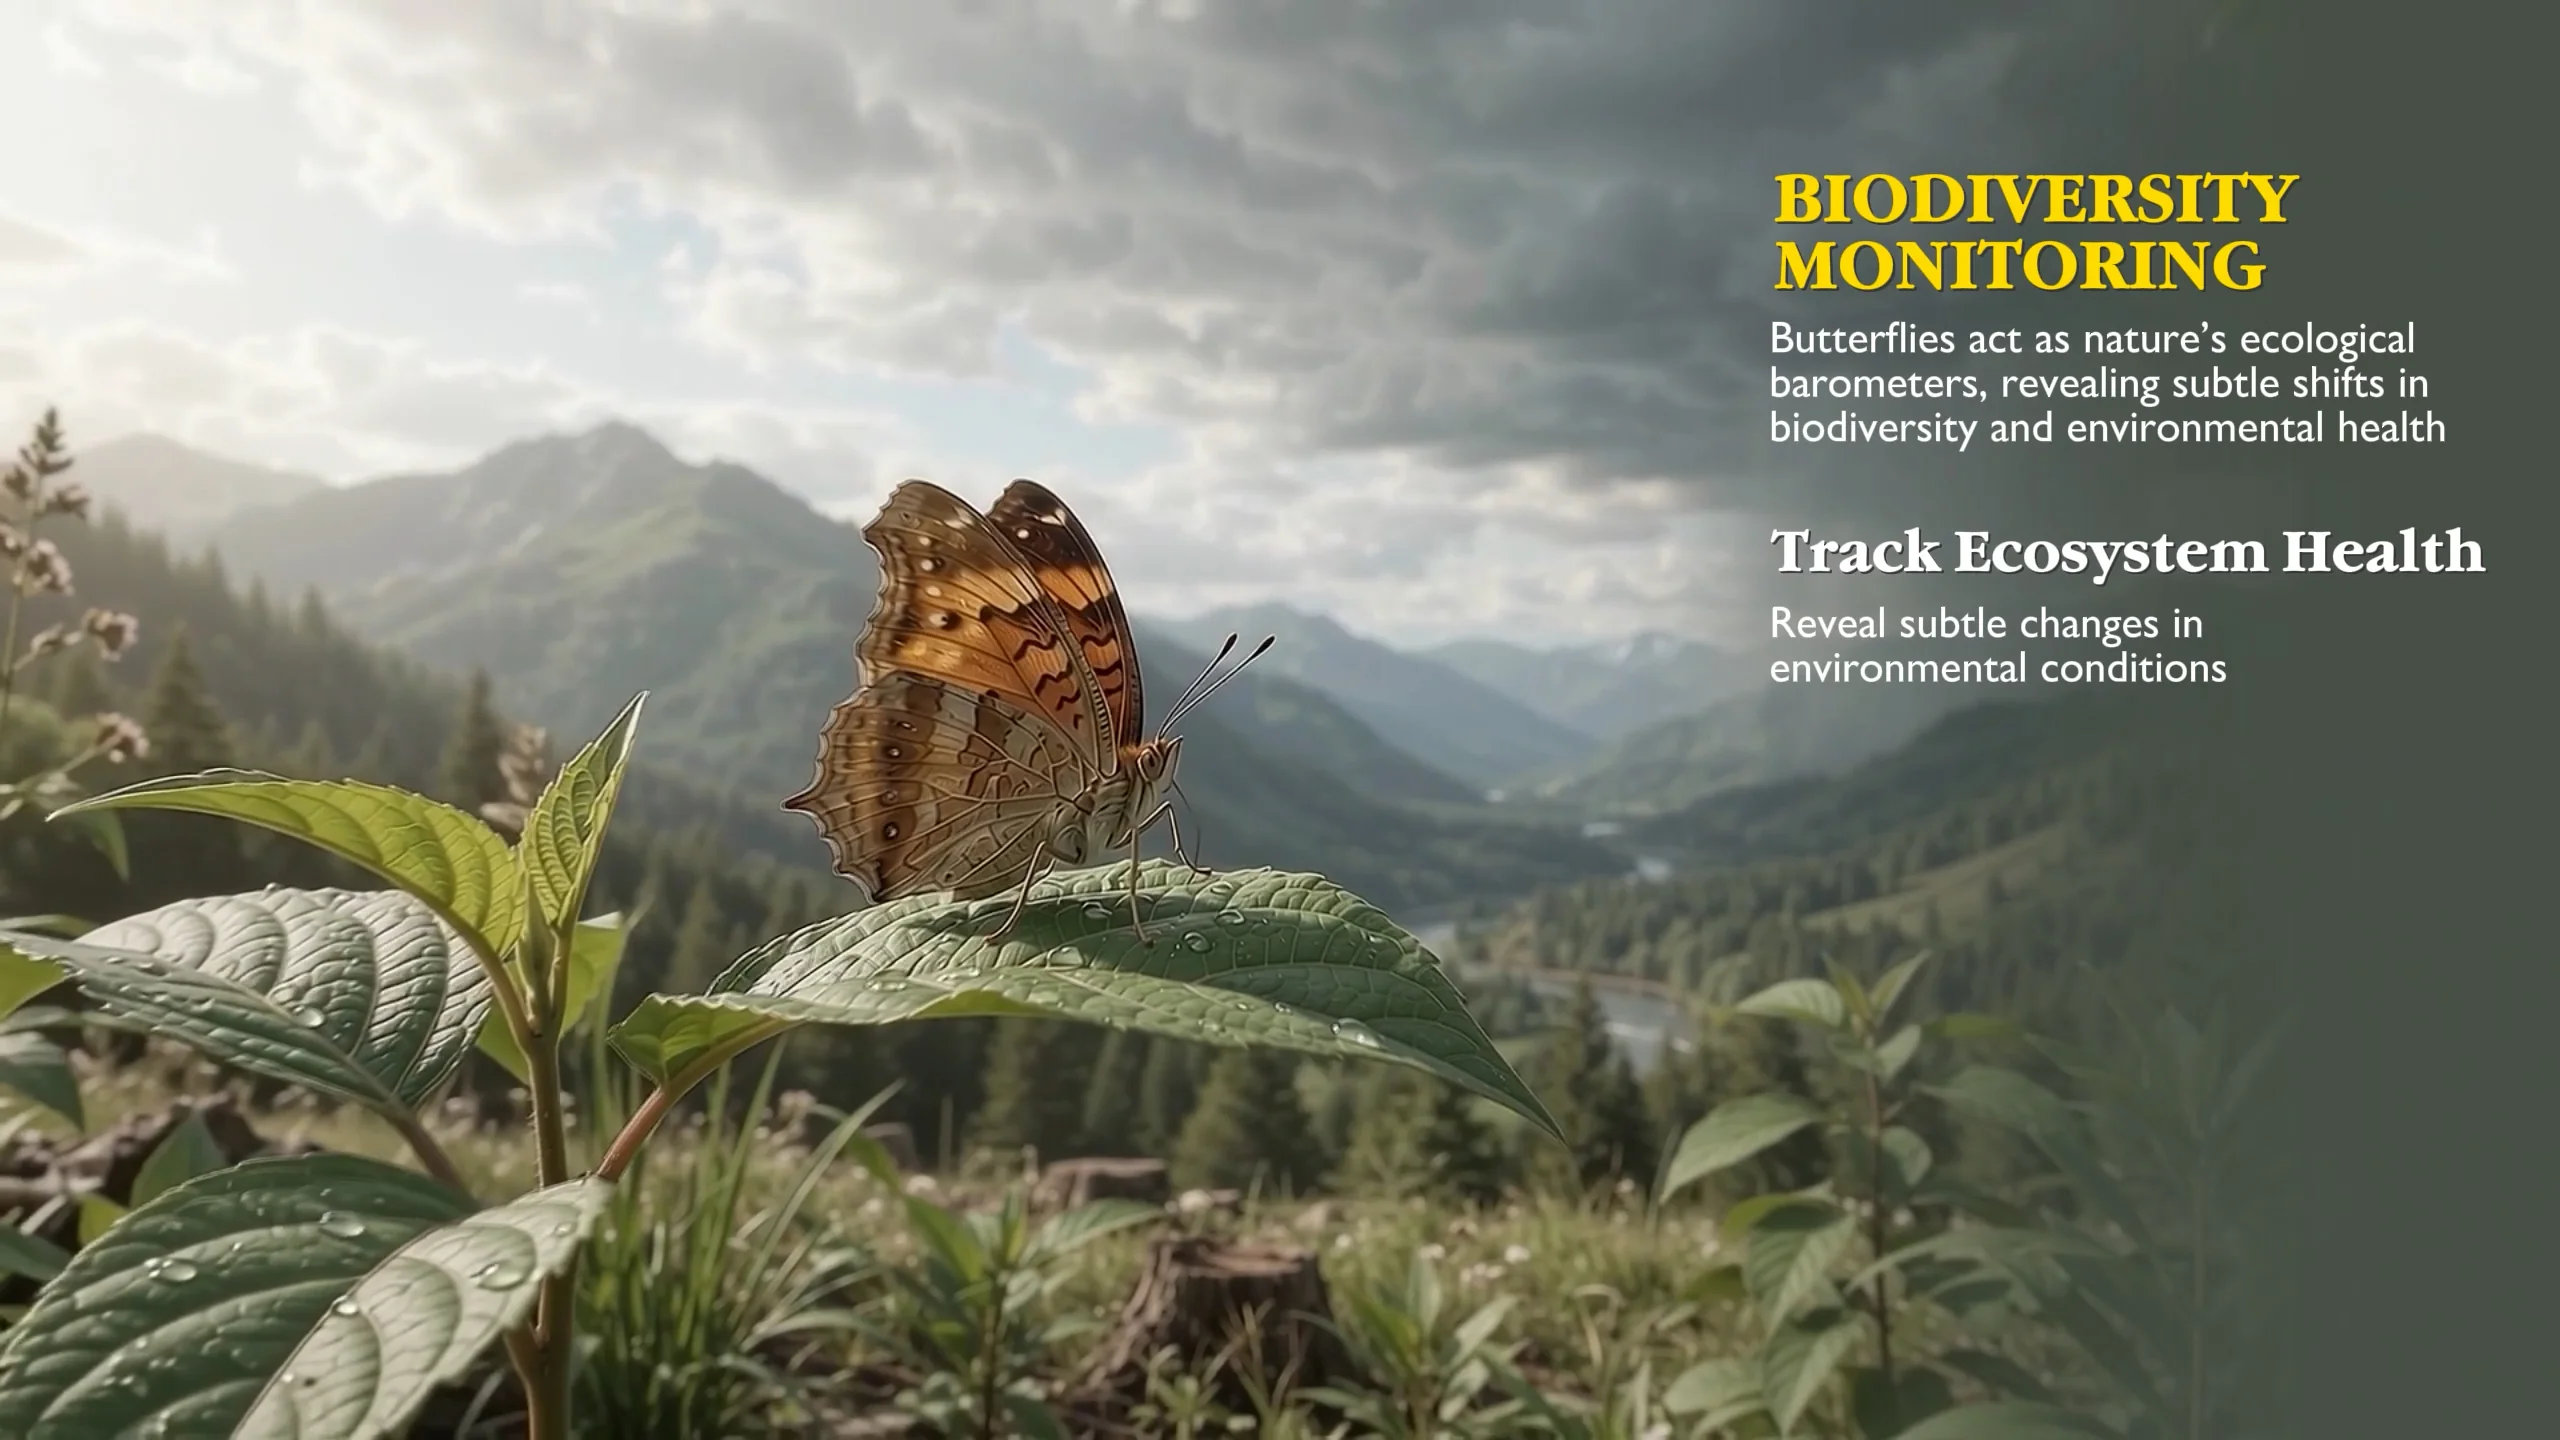 BIODIVERSITY
MONITORING
Butterflies act as nature’s ecological
barometers, revealing subtle shifts in
biodiversity and environmental health
Track Ecosystem Health
Reveal subtle changes in
environmental conditions